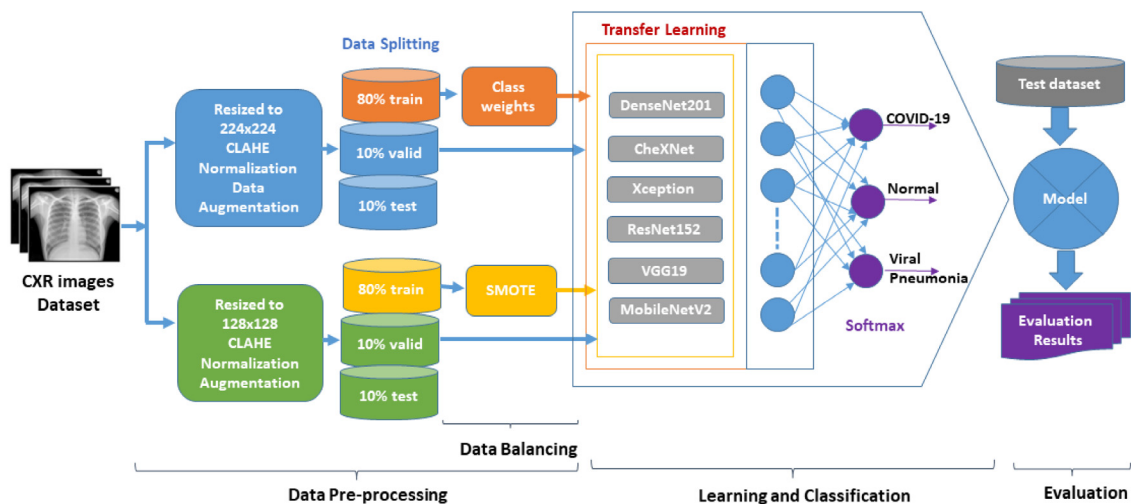 Transfer Learning
Data Splitting
80% train
Class
weights
Resized to
224x224
CLAHE
Normalization
Data
Augmentation
10% valid
10% test
DenseNet201
CheXNet
Xception
ResNet152
VGG19
MobileNetV2
COVID-19
Normal
Viral
Pneumonia
Softmax
Test dataset
Model
Evaluation
Results
CXR images
Dataset
Resized to
128x128
CLAHE
Normalization
Augmentation
80% train
SMOTE
10% valid
10% test
Data Balancing
Data Pre-processing
Learning and Classification
Evaluation